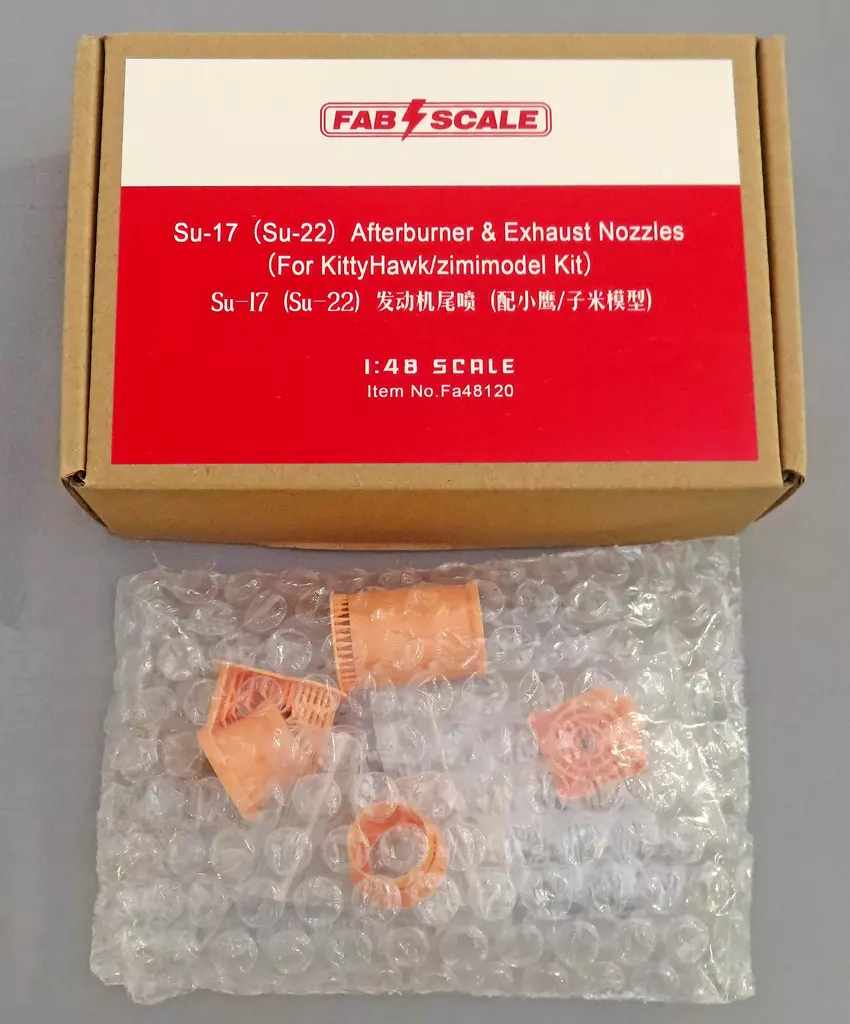 FAB SCALE
Su-17（Su-22）Afterburner & Exhaust Nozzles
（For KittyHawk/zimimodel Kit）
Su-17 (Su-22) 发动机尾喷 (配小鹰/子米模型)
1:48 SCALE
Item No.Fa48120